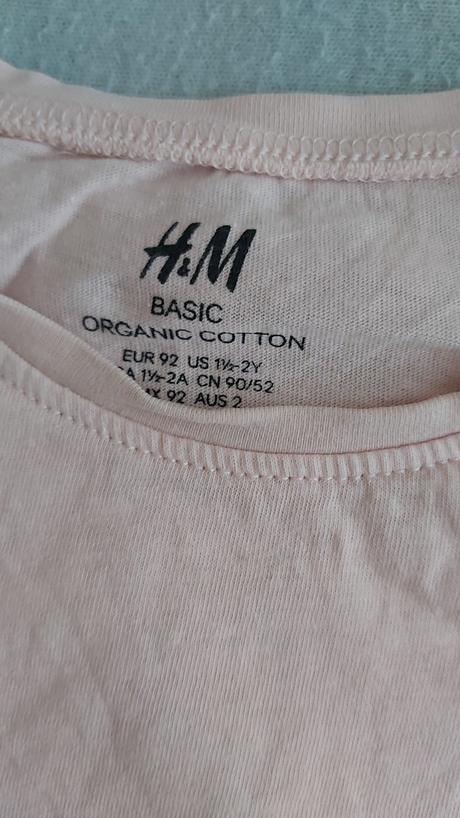 H&M
BASIC
ORGANIC COTTON
EUR 92 US 1½-2Y
1½-2A CN 90/52
92 AUS 2